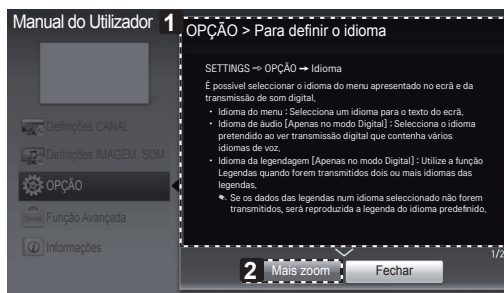 Manual do Utilizador
1
OPÇÃO > Para definir o idioma
SETTINGS ➾ OPÇÃO ➙ Idioma
É possível seleccionar o idioma do menu apresentado no ecrã e da
transmissão de som digital.
• Idioma do menu : Selecciona um idioma para o texto do ecrã.
• Idioma de áudio [Apenas no modo Digital] : Selecciona o idioma
pretendido ao ver transmissão digital que contenha vários
idiomas de voz.
• Idioma da legendagem [Apenas no modo Digital] : Utilize a função
Legendas quando forem transmitidos dois ou mais idiomas das
legendas.
Se os dados das legendas num idioma seleccionado não forem
transmitidos, será reproduzida a legenda do idioma predefinido.
Definições CANAL
Definições IMAGEM, SOM
OPÇÃO
Função Avançada
Informações
1/2
2
Mais zoom
Fechar